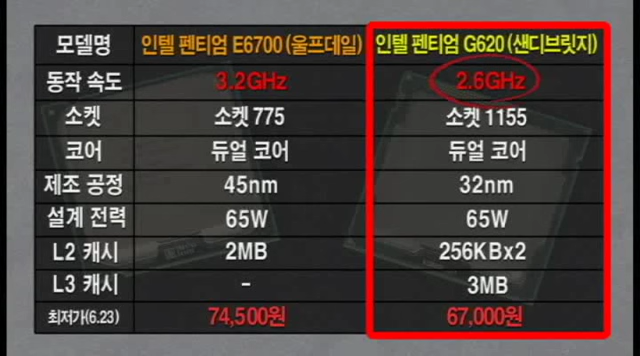 모델명 인텔 펜티엄 E6700 (울프데일) 인텔 펜티엄 G620 (샌디브릿지)
동작 속도 3.2GHz 2.6GHz
소켓 소켓 775 소켓 1155
코어 듀얼 코어 듀얼 코어
제조 공정 45nm 32nm
설계 전력 65W 65W
L2 캐시 2MB 256KBx2
L3 캐시 - 3MB
최저가(6.23) 74,500원 67,000원